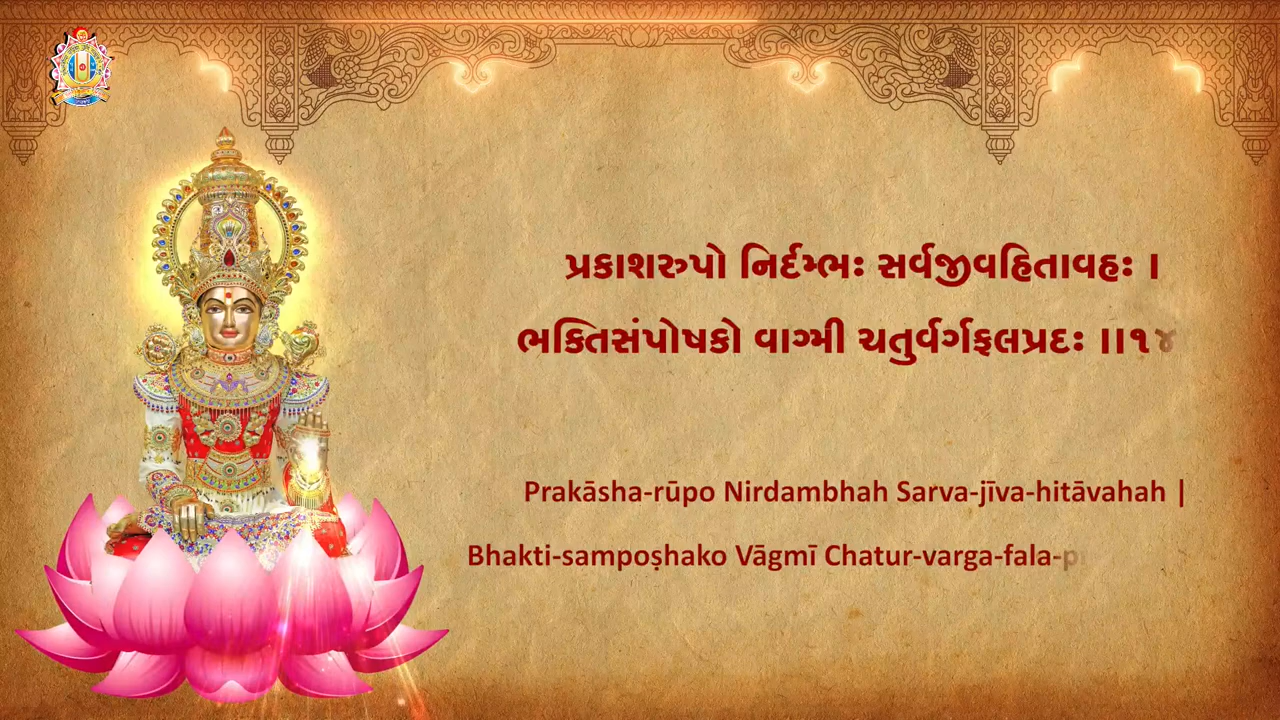 પ્રકાશરુપો નિર્દમ્ભઃ સર્વજીવહિતાવહઃ ।
ભક્તિસંપોષકો વાગ્મી ચતુર્વર્ગફલપ્રદઃ ।।૧૪
Prakāsha-rūpo Nirdambhah Sarva-jīva-hitāvahah |
Bhakti-sampoṣhako Vāgmī Chatur-varga-fala-p